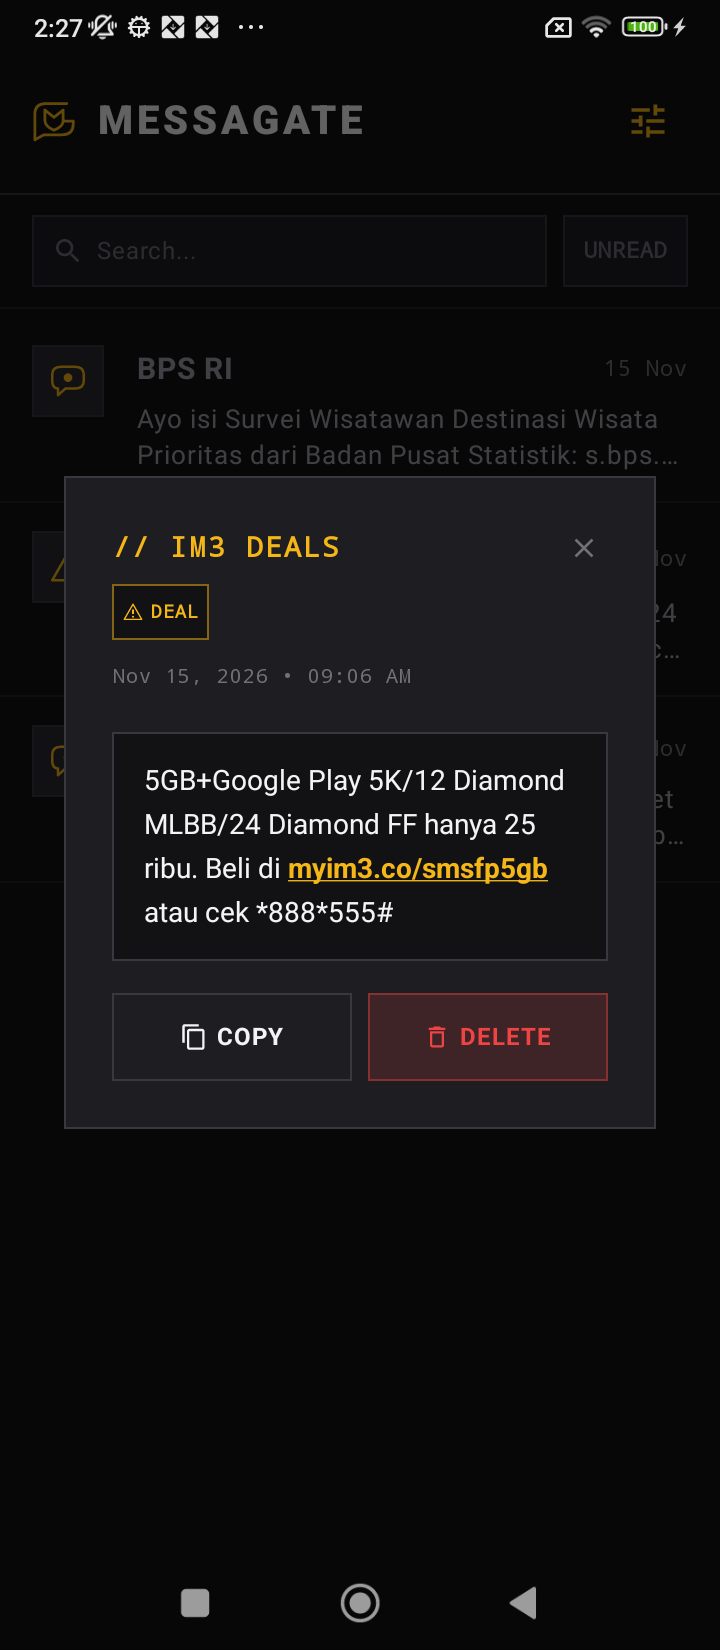 2:27
100
MESSAGATE
Search...
UNREAD
BPS RI
15 Nov
Ayo isi Survei Wisatawan Destinasi Wisata
Prioritas dari Badan Pusat Statistik: s.bps.…
// IM3 DEALS
DEAL
Nov 15, 2026 • 09:06 AM
5GB+Google Play 5K/12 Diamond
MLBB/24 Diamond FF hanya 25
ribu. Beli di myim3.co/smsfp5gb
atau cek *888*555#
COPY
DELETE